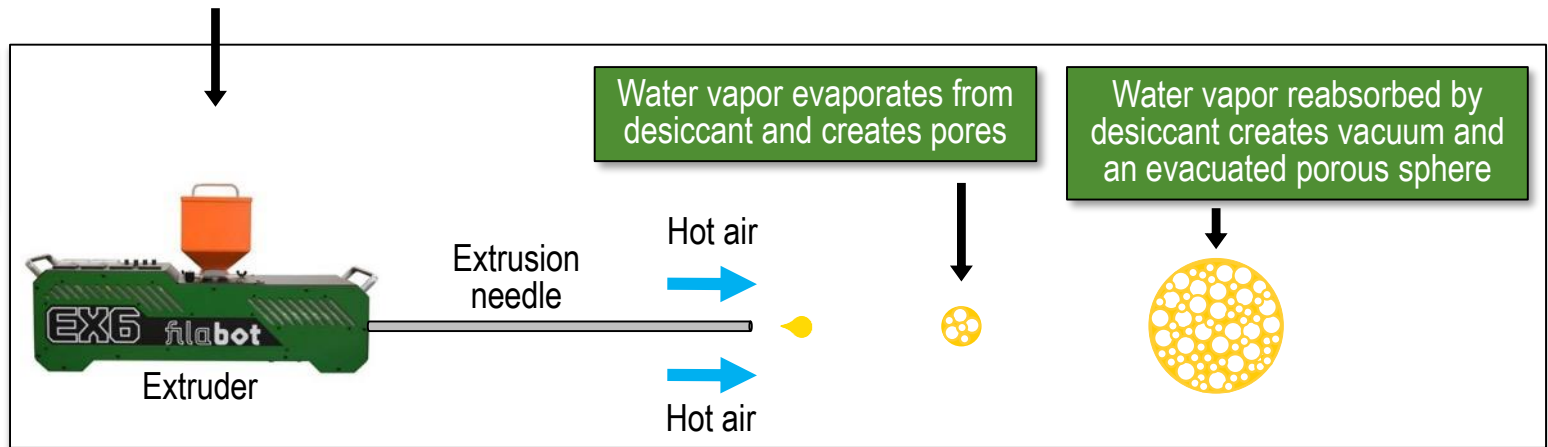 Water vapor evaporates from
desiccant and creates pores
Water vapor reabsorbed by
desiccant creates vacuum and
an evacuated porous sphere
Hot air
Extrusion
needle
EX6 filabot
Extruder
Hot air